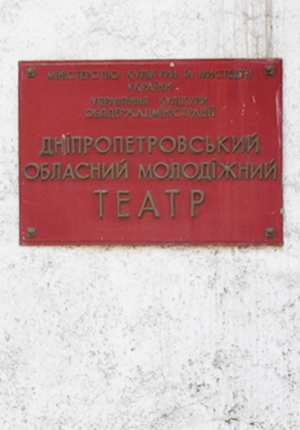 МІНІСТЕРСТВО КУЛЬТУРИ ТА МИСТЕЦТВ
УКРАЇНИ
УПРАВЛІННЯ КУЛЬТУРИ
ОБЛДЕРЖАДМІНІСТРАЦІЇ
ДНІПРОПЕТРОВСЬКИЙ
ОБЛАСНИЙ МОЛОДІЖНИЙ
ТЕАТР